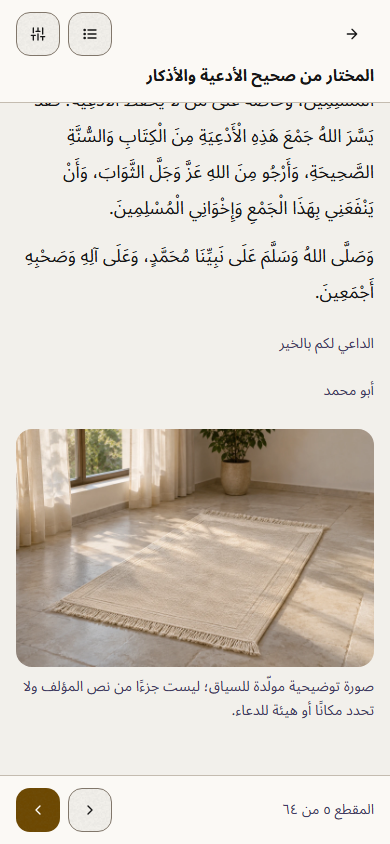 المختار من صحيح الأدعية والأذكار
يَسَّرَ اللهُ جَمْعَ هَذِهِ الْأَدْعِيَةِ مِنَ الْكِتَابِ وَالسُّنَّةِ
الصَّحِيحَةِ، وَأَرْجُو مِنَ اللهِ عَزَّ وَجَلَّ الثَّوَابَ، وَأَنْ
يَنْفَعَنِي بِهَذَا الْجَمْعِ وَإِخْوَانِي الْمُسْلِمِينَ.
وَصَلَّى اللهُ وَسَلَّمَ عَلَى نَبِيِّنَا مُحَمَّدٍ، وَعَلَى آلِهِ وَصَحْبِهِ
أَجْمَعِينَ.
الداعي لكم بالخير
أبو محمد
صورة توضيحية مولّدة للسياق؛ ليست جزءًا من نص المؤلف ولا
تحدد مكانًا أو هيئة للدعاء.
المقطع ٥ من ٦٤